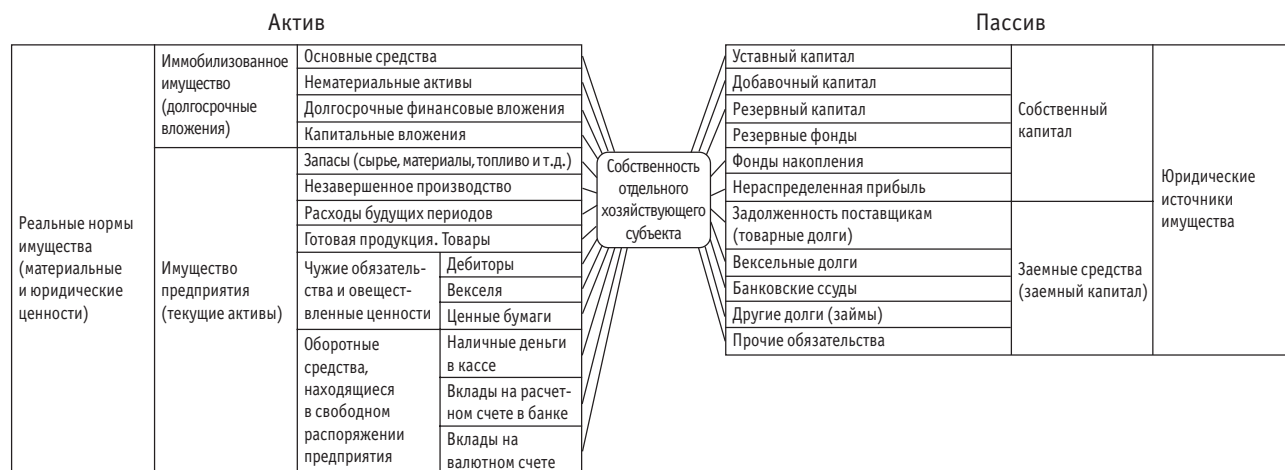 Актив
Реальные нормы
имущества
(материальные
и юридические
ценности)
Иммобилизованное
имущество
(долгосрочные
вложения)
Основные средства
Нематериальные активы
Долгосрочные финансовые вложения
Капитальные вложения
Имущество
предприятия
(текущие активы)
Запасы (сырье, материалы, топливо и т.д.)
Незавершенное производство
Расходы будущих периодов
Готовая продукция. Товары
Чужие обязатель-
ства и овещест-
вленные ценности
Дебиторы
Векселя
Ценные бумаги
Оборотные
средства,
находящиеся
в свободном
распоряжении
предприятия
Наличные деньги
в кассе
Вклады на расчет-
ном счете в банке
Вклады на
валютном счете
Собственность
отдельного
хозяйствующего
субъекта
Пассив
Уставный капитал
Добавочный капитал
Резервный капитал
Резервные фонды
Фонды накопления
Нераспределенная прибыль
Собственный
капитал
Задолженность поставщикам
(товарные долги)
Вексельные долги
Банковские ссуды
Другие долги (займы)
Прочие обязательства
Заемные средства
(заемный капитал)
Юридические
источники
имущества